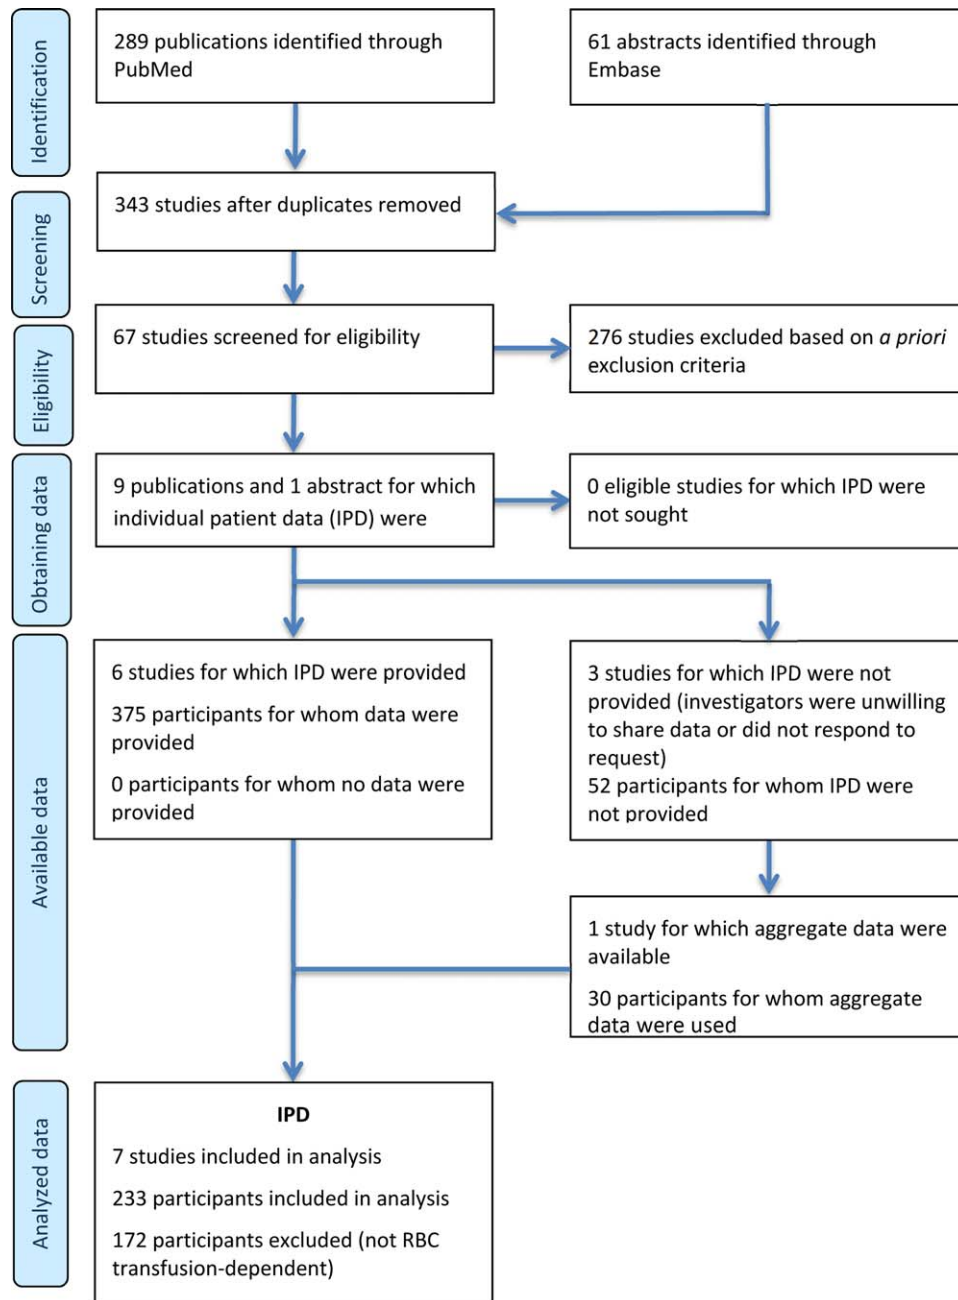 Identification
289 publications identified through
PubMed
61 abstracts identified through
Embase
Screening
343 studies after duplicates removed
Eligibility
67 studies screened for eligibility
276 studies excluded based on a priori
exclusion criteria
Obtaining data
9 publications and 1 abstract for which
individual patient data (IPD) were
0 eligible studies for which IPD were
not sought
Available data
6 studies for which IPD were provided
375 participants for whom data were
provided
0 participants for whom no data were
provided
3 studies for which IPD were not
provided (investigators were unwilling
to share data or did not respond to
request)
52 participants for whom IPD were
not provided
1 study for which aggregate data were
available
30 participants for whom aggregate
data were used
Analyzed data
IPD
7 studies included in analysis
233 participants included in analysis
172 participants excluded (not RBC
transfusion-dependent)